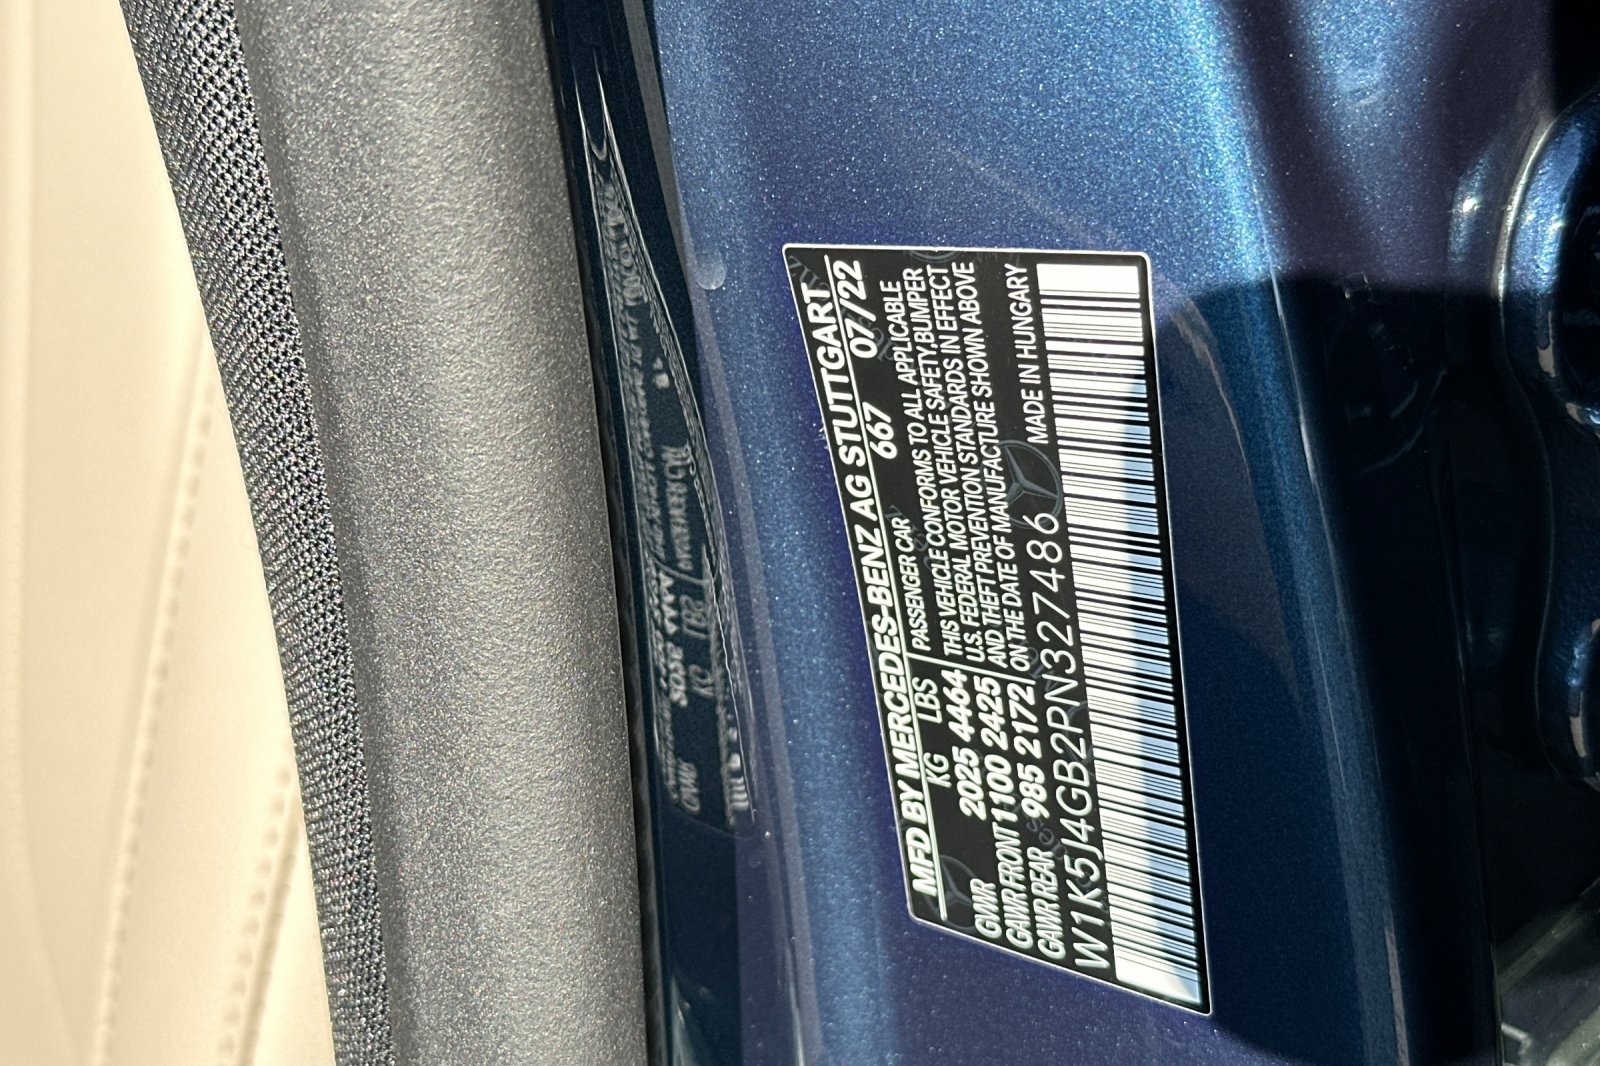 MFD BY MERCEDES-BENZ AG STUTTGART
667 07/22
KG LBS
GVWR 2025 4464
GAWR FRONT 1100 2425
GAWR REAR 985 2172
PASSENGER CAR
THIS VEHICLE CONFORMS TO ALL APPLICABLE
U.S. FEDERAL MOTOR VEHICLE SAFETY, BUMPER
AND THEFT PREVENTION STANDARDS IN EFFECT
ON THE DATE OF MANUFACTURE SHOWN ABOVE
MADE IN HUNGARY
W1K5J4GB2PN327486